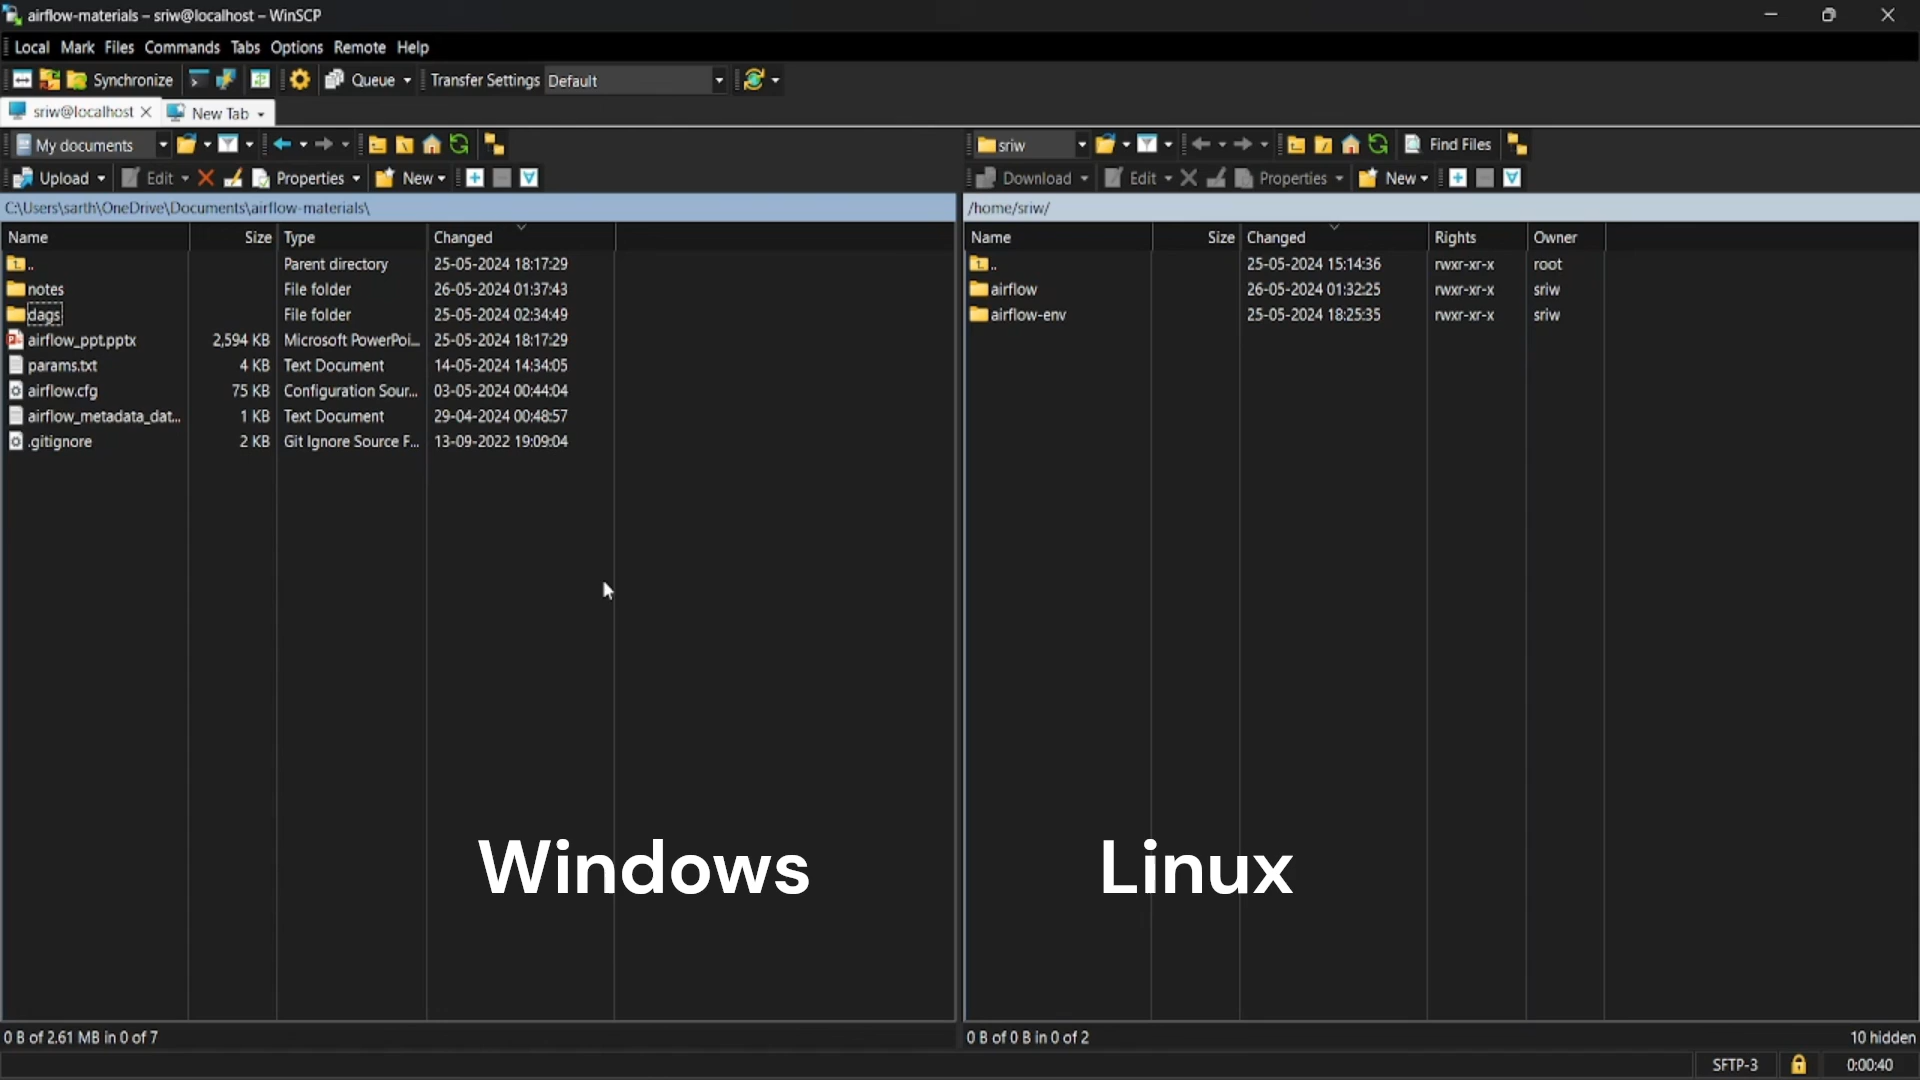 airflow-materials – sriw@localhost – WinSCP
Local Mark Files Commands Tabs Options Remote Help
Synchronize Queue Transfer Settings Default
sriw@localhost New Tab
My documents
sriw Find Files
Upload Edit Properties New
Download Edit Properties New
C:\Users\sarth\OneDrive\Documents\airflow-materials\
/home/sriw/
Name Size Type Changed
.. Parent directory 25-05-2024 18:17:29
notes File folder 26-05-2024 01:37:43
dags File folder 25-05-2024 02:34:49
airflow_ppt.pptx 2,594 KB Microsoft PowerPoi... 25-05-2024 18:17:29
params.txt 4 KB Text Document 14-05-2024 14:34:05
airflow.cfg 75 KB Configuration Sour... 03-05-2024 00:44:04
airflow_metadata_dat... 1 KB Text Document 29-04-2024 00:48:57
.gitignore 2 KB Git Ignore Source F... 13-09-2022 19:09:04
Name Size Changed Rights Owner
.. 25-05-2024 15:14:36 rwxr-xr-x root
airflow 26-05-2024 01:32:25 rwxr-xr-x sriw
airflow-env 25-05-2024 18:25:35 rwxr-xr-x sriw
Windows
Linux
0 B of 2.61 MB in 0 of 7
0 B of 0 B in 0 of 2
10 hidden
SFTP-3 0:00:40